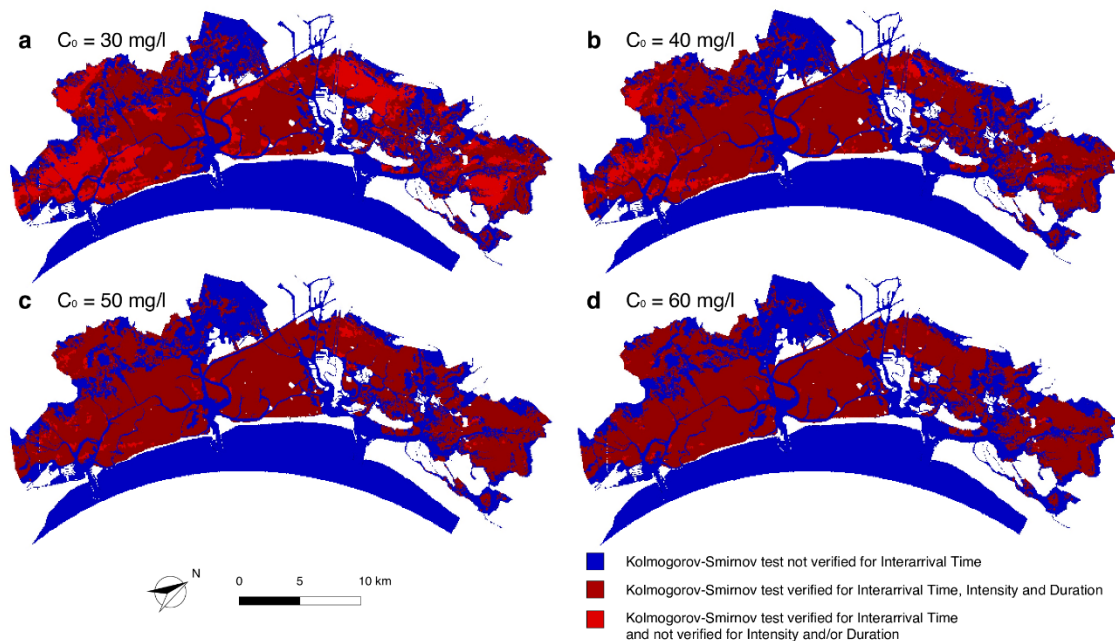 a C₀ = 30 mg/l
b C₀ = 40 mg/l
c C₀ = 50 mg/l
d C₀ = 60 mg/l
N
0 5 10 km
Kolmogorov-Smirnov test not verified for Interarrival Time
Kolmogorov-Smirnov test verified for Interarrival Time, Intensity and Duration
Kolmogorov-Smirnov test verified for Interarrival Time
and not verified for Intensity and/or Duration